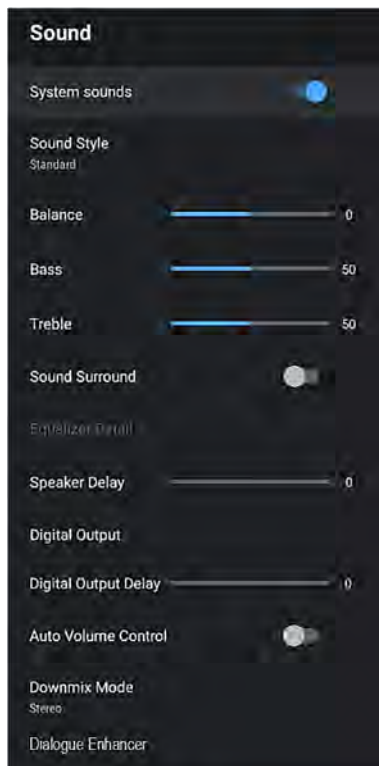 Sound
System sounds
Sound Style
Standard
Balance 0
Bass 50
Treble 50
Sound Surround
Equalizer Detail
Speaker Delay 0
Digital Output
Digital Output Delay 0
Auto Volume Control
Downmix Mode
Stereo
Dialogue Enhancer